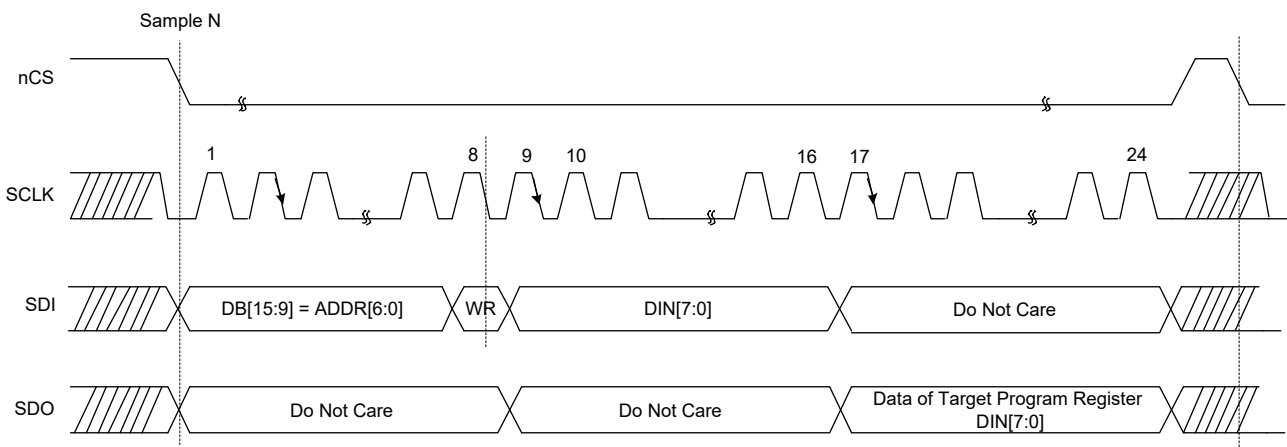 Sample N
nCS
1 8 9 10 16 17 24
SCLK
SDI DB[15:9] = ADDR[6:0] WR DIN[7:0] Do Not Care
SDO Do Not Care Do Not Care Data of Target Program Register
DIN[7:0]